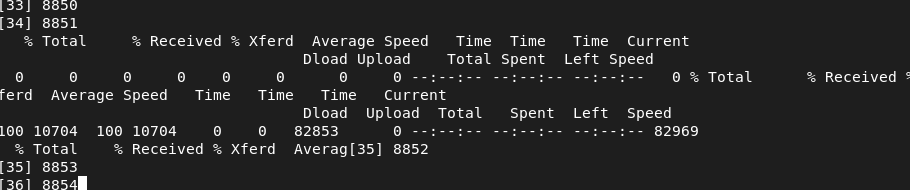 [33] 8850
[34] 8851
% Total % Received % Xferd Average Speed Time Time Time Current
Dload Upload Total Spent Left Speed
0 0 0 0 0 0 0 0 --:--:-- --:--:-- --:--:-- 0 % Total % Received %
ferd Average Speed Time Time Time Current
Dload Upload Total Spent Left Speed
100 10704 100 10704 0 0 82853 0 --:--:-- --:--:-- --:--:-- 82969
% Total % Received % Xferd Averag[35] 8852
[35] 8853
[36] 8854